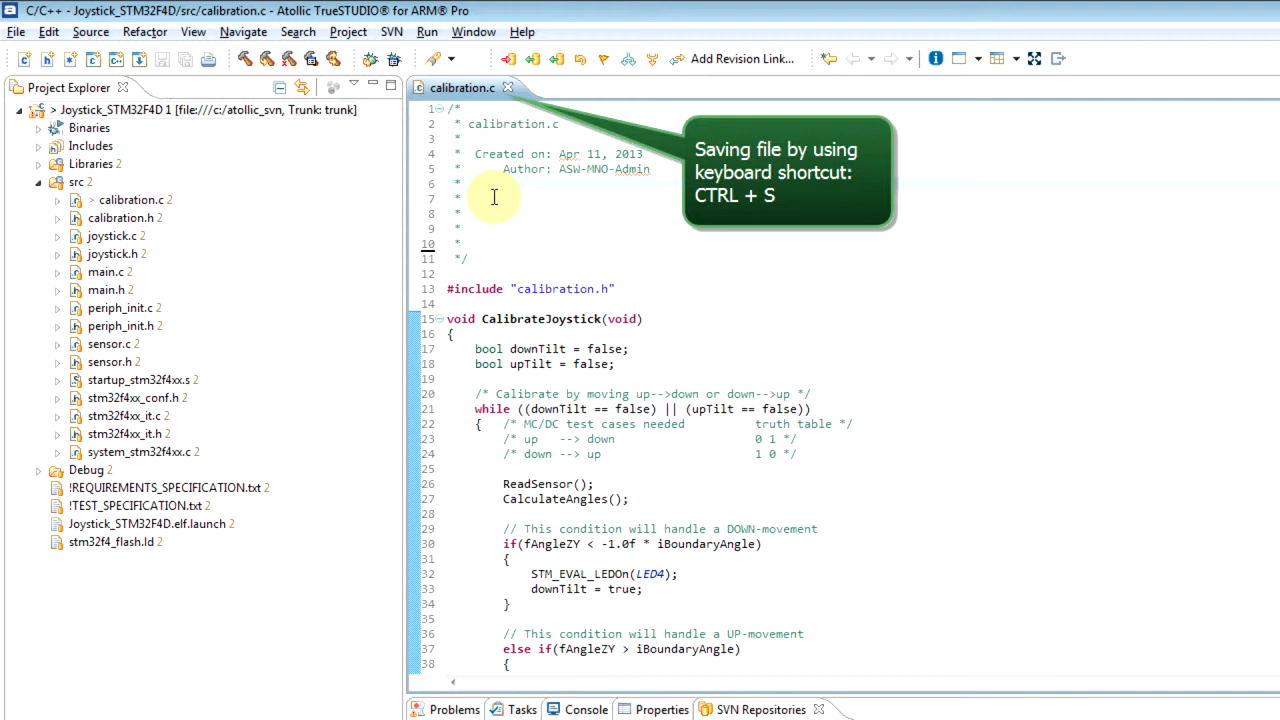 C/C++ - Joystick_STM32F4D/src/calibration.c - Atollic TrueSTUDIO® for ARM® Pro
File Edit Source Refactor View Navigate Search Project SVN Run Window Help
Add Revision Link...
Project Explorer
> Joystick_STM32F4D 1 [file:///c:/atollic_svn, Trunk: trunk]
Binaries
Includes
Libraries 2
src 2
> calibration.c 2
calibration.h 2
joystick.c 2
joystick.h 2
main.c 2
main.h 2
periph_init.c 2
periph_init.h 2
sensor.c 2
sensor.h 2
startup_stm32f4xx.s 2
stm32f4xx_conf.h 2
stm32f4xx_it.c 2
stm32f4xx_it.h 2
system_stm32f4xx.c 2
Debug 2
!REQUIREMENTS_SPECIFICATION.txt 2
!TEST_SPECIFICATION.txt 2
Joystick_STM32F4D.elf.launch 2
stm32f4_flash.ld 2
calibration.c
1 /*
2 * calibration.c
3 *
4 * Created on: Apr 11, 2013
5 * Author: ASW-MNO-Admin
6 *
7 *
8 *
9 *
10 *
11 */
12
13 #include "calibration.h"
14
15 void CalibrateJoystick(void)
16 {
17 bool downTilt = false;
18 bool upTilt = false;
19
20 /* Calibrate by moving up-->down or down-->up */
21 while ((downTilt == false) || (upTilt == false))
22 { /* MC/DC test cases needed truth table */
23 /* up --> down 0 1 */
24 /* down --> up 1 0 */
25
26 ReadSensor();
27 CalculateAngles();
28
29 // This condition will handle a DOWN-movement
30 if(fAngleZY < -1.0f * iBoundaryAngle)
31 {
32 STM_EVAL_LEDOn(LED4);
33 downTilt = true;
34 }
35
36 // This condition will handle a UP-movement
37 else if(fAngleZY > iBoundaryAngle)
38 {
Saving file by using
keyboard shortcut:
CTRL + S
Problems Tasks Console Properties SVN Repositories